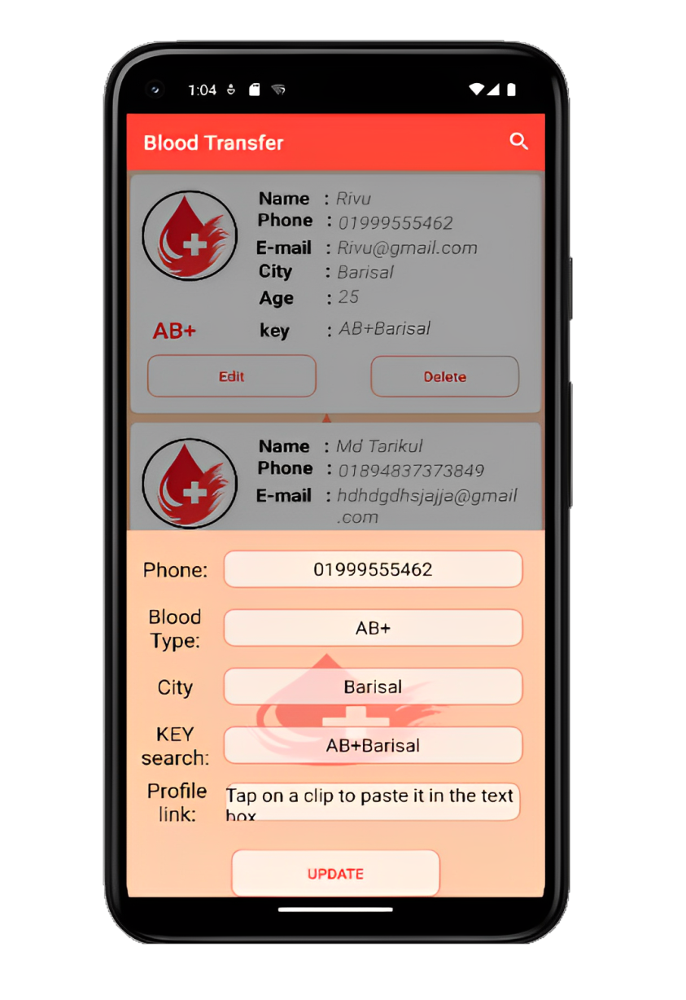 1:04
Blood Transfer
Name : Rivu
Phone : 01999555462
E-mail : Rivu@gmail.com
City : Barisal
Age : 25
AB+ key : AB+Barisal
Edit Delete
Name : Md Tarikul
Phone : 01894837373849
E-mail : hdhdgdhsjajja@gmail
.com
Phone: 01999555462
Blood
Type: AB+
City Barisal
KEY
search: AB+Barisal
Profile
link: Tap on a clip to paste it in the text
box
UPDATE